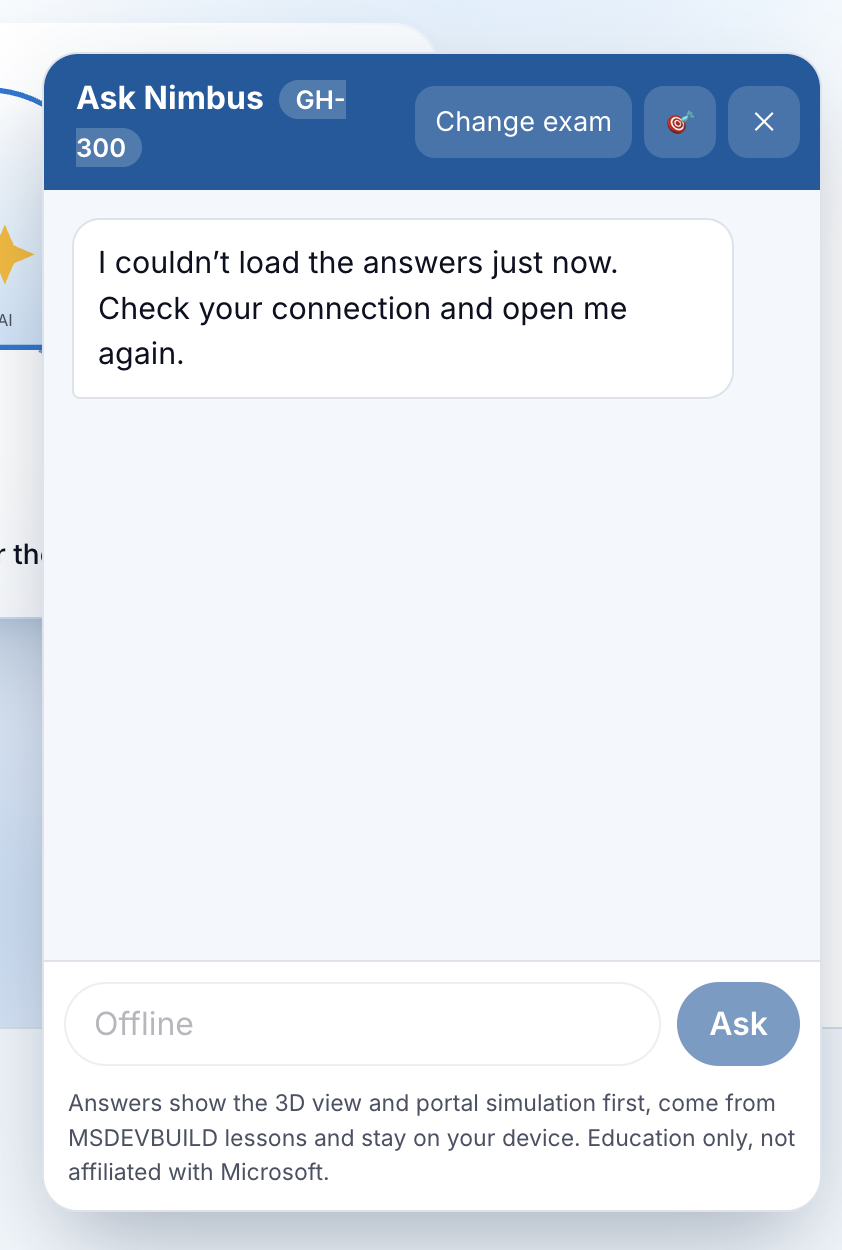 Ask Nimbus GH-
300
Change exam
I couldn’t load the answers just now.
Check your connection and open me
again.
AI
r the
Offline
Ask
Answers show the 3D view and portal simulation first, come from
MSDEVBUILD lessons and stay on your device. Education only, not
affiliated with Microsoft.